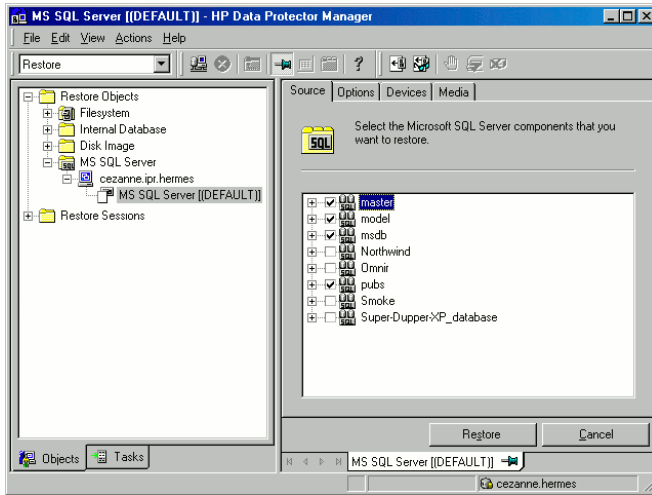 MS SQL Server [(DEFAULT)] - HP Data Protector Manager
File Edit View Actions Help
Restore
Restore Objects
Filesystem
Internal Database
Disk Image
MS SQL Server
cezanne.ipr.hermes
MS SQL Server [(DEFAULT)]
Restore Sessions
Objects
Tasks
Source Options Devices Media
SQL
Select the Microsoft SQL Server components that you
want to restore.
master
model
msdb
Northwind
Omnir
pubs
Smoke
Super-Dupper-XP_database
Restore Cancel
MS SQL Server [(DEFAULT)]
cezanne.hermes